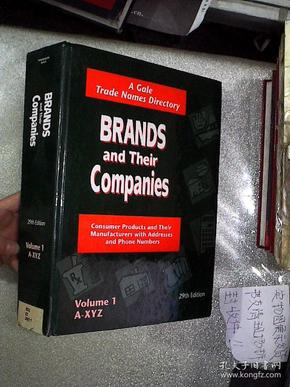 A Gale
Trade Names Directory
BRANDS
and Their
Companies
Consumer Products and Their
Manufacturers with Addresses
and Phone Numbers
Volume 1
A-XYZ
29th Edition
BRANDS
and Their
Companies
29th Edition
Volume 1
A-XYZ
孔夫子旧书网